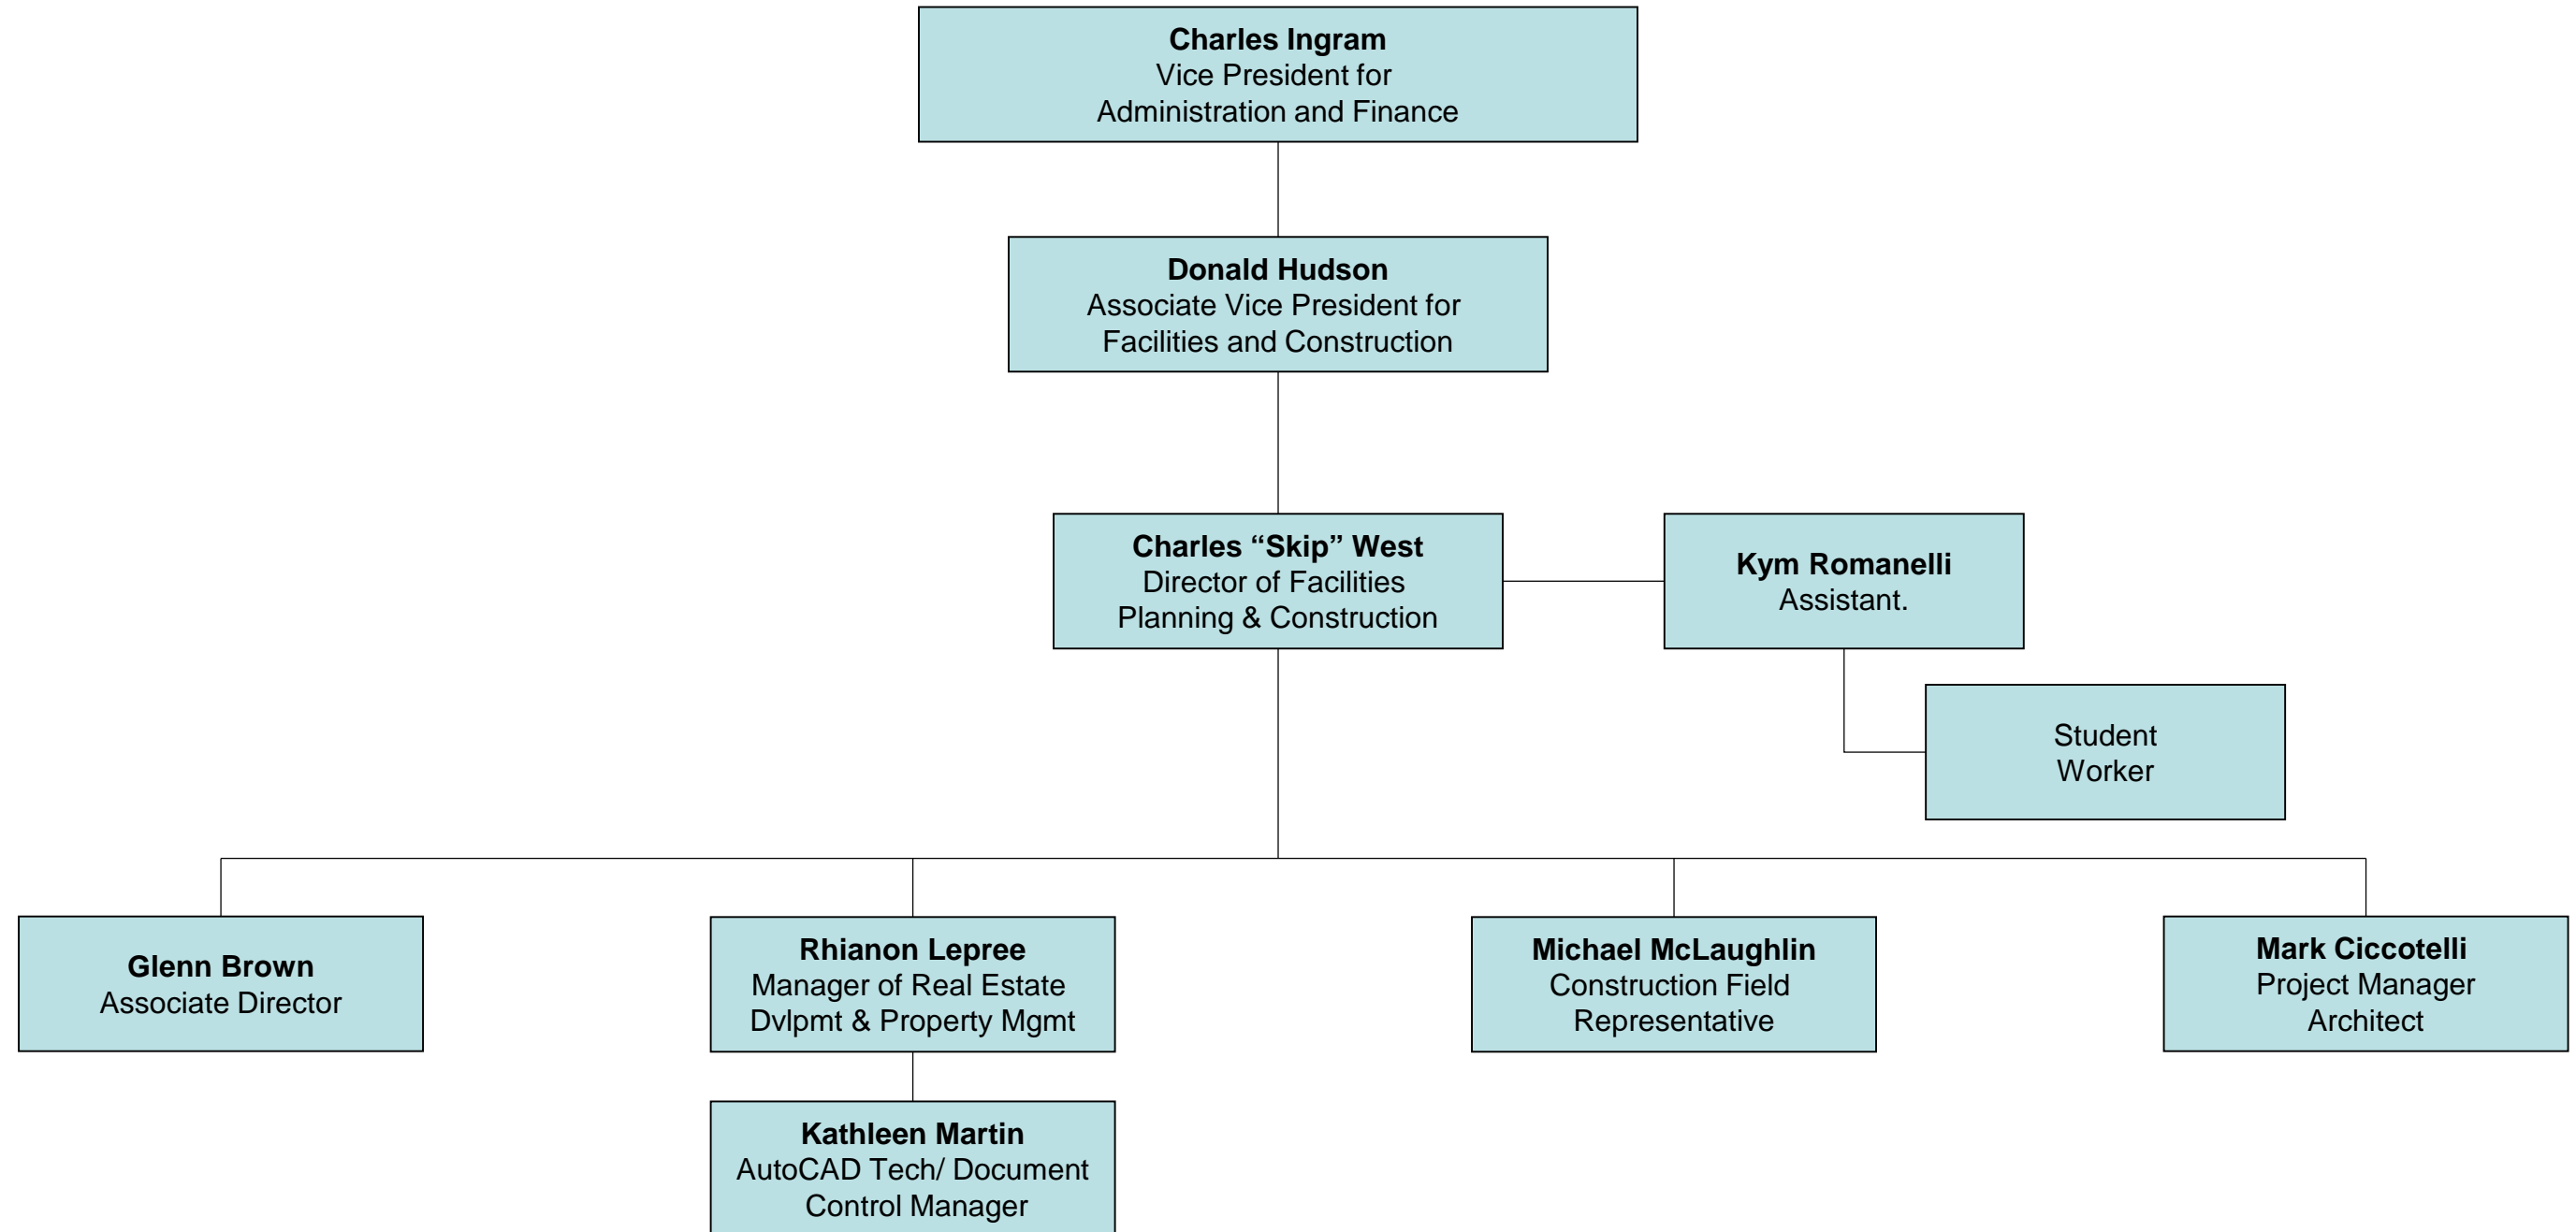 Charles Ingram
Vice President for
Administration and Finance
Donald Hudson
Associate Vice President for
Facilities and Construction
Charles “Skip” West
Director of Facilities
Planning & Construction
Kym Romanelli
Assistant.
Student
Worker
Glenn Brown
Associate Director
Rhianon Lepree
Manager of Real Estate
Dvlpmt & Property Mgmt
Kathleen Martin
AutoCAD Tech/ Document
Control Manager
Michael McLaughlin
Construction Field
Representative
Mark Ciccotelli
Project Manager
Architect